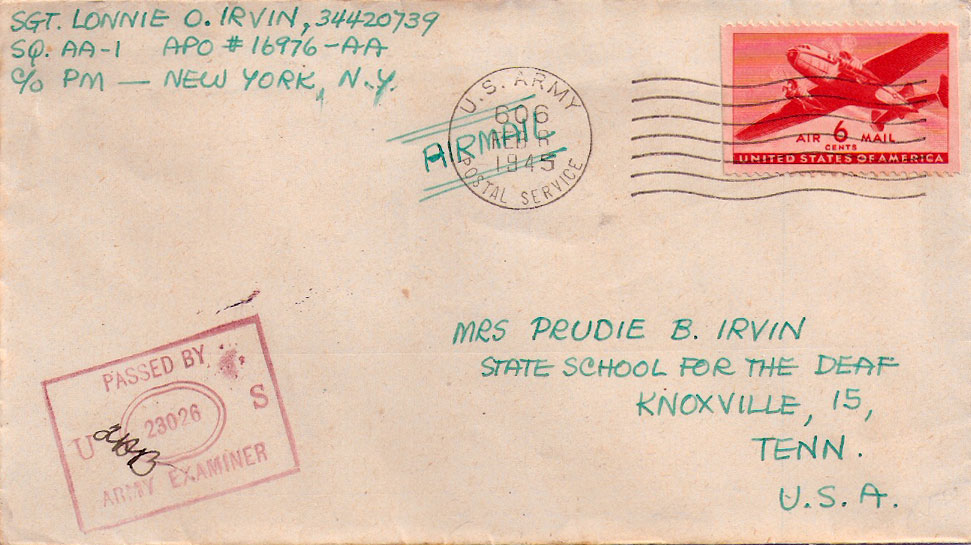 SGT. LONNIE O. IRVIN, 34420739
SQ. AA-1 APO # 16976-AA
C/O PM — NEW YORK, N.Y.
AIRMAIL
U.S. ARMY
606
1945
POSTAL SERVICE
AIR 6 MAIL
CENTS
UNITED STATES OF AMERICA
MRS PRUDIE B. IRVIN
STATE SCHOOL FOR THE DEAF
KNOXVILLE, 15,
TENN.
U.S.A.
PASSED BY
U 23026 S
ARMY EXAMINER